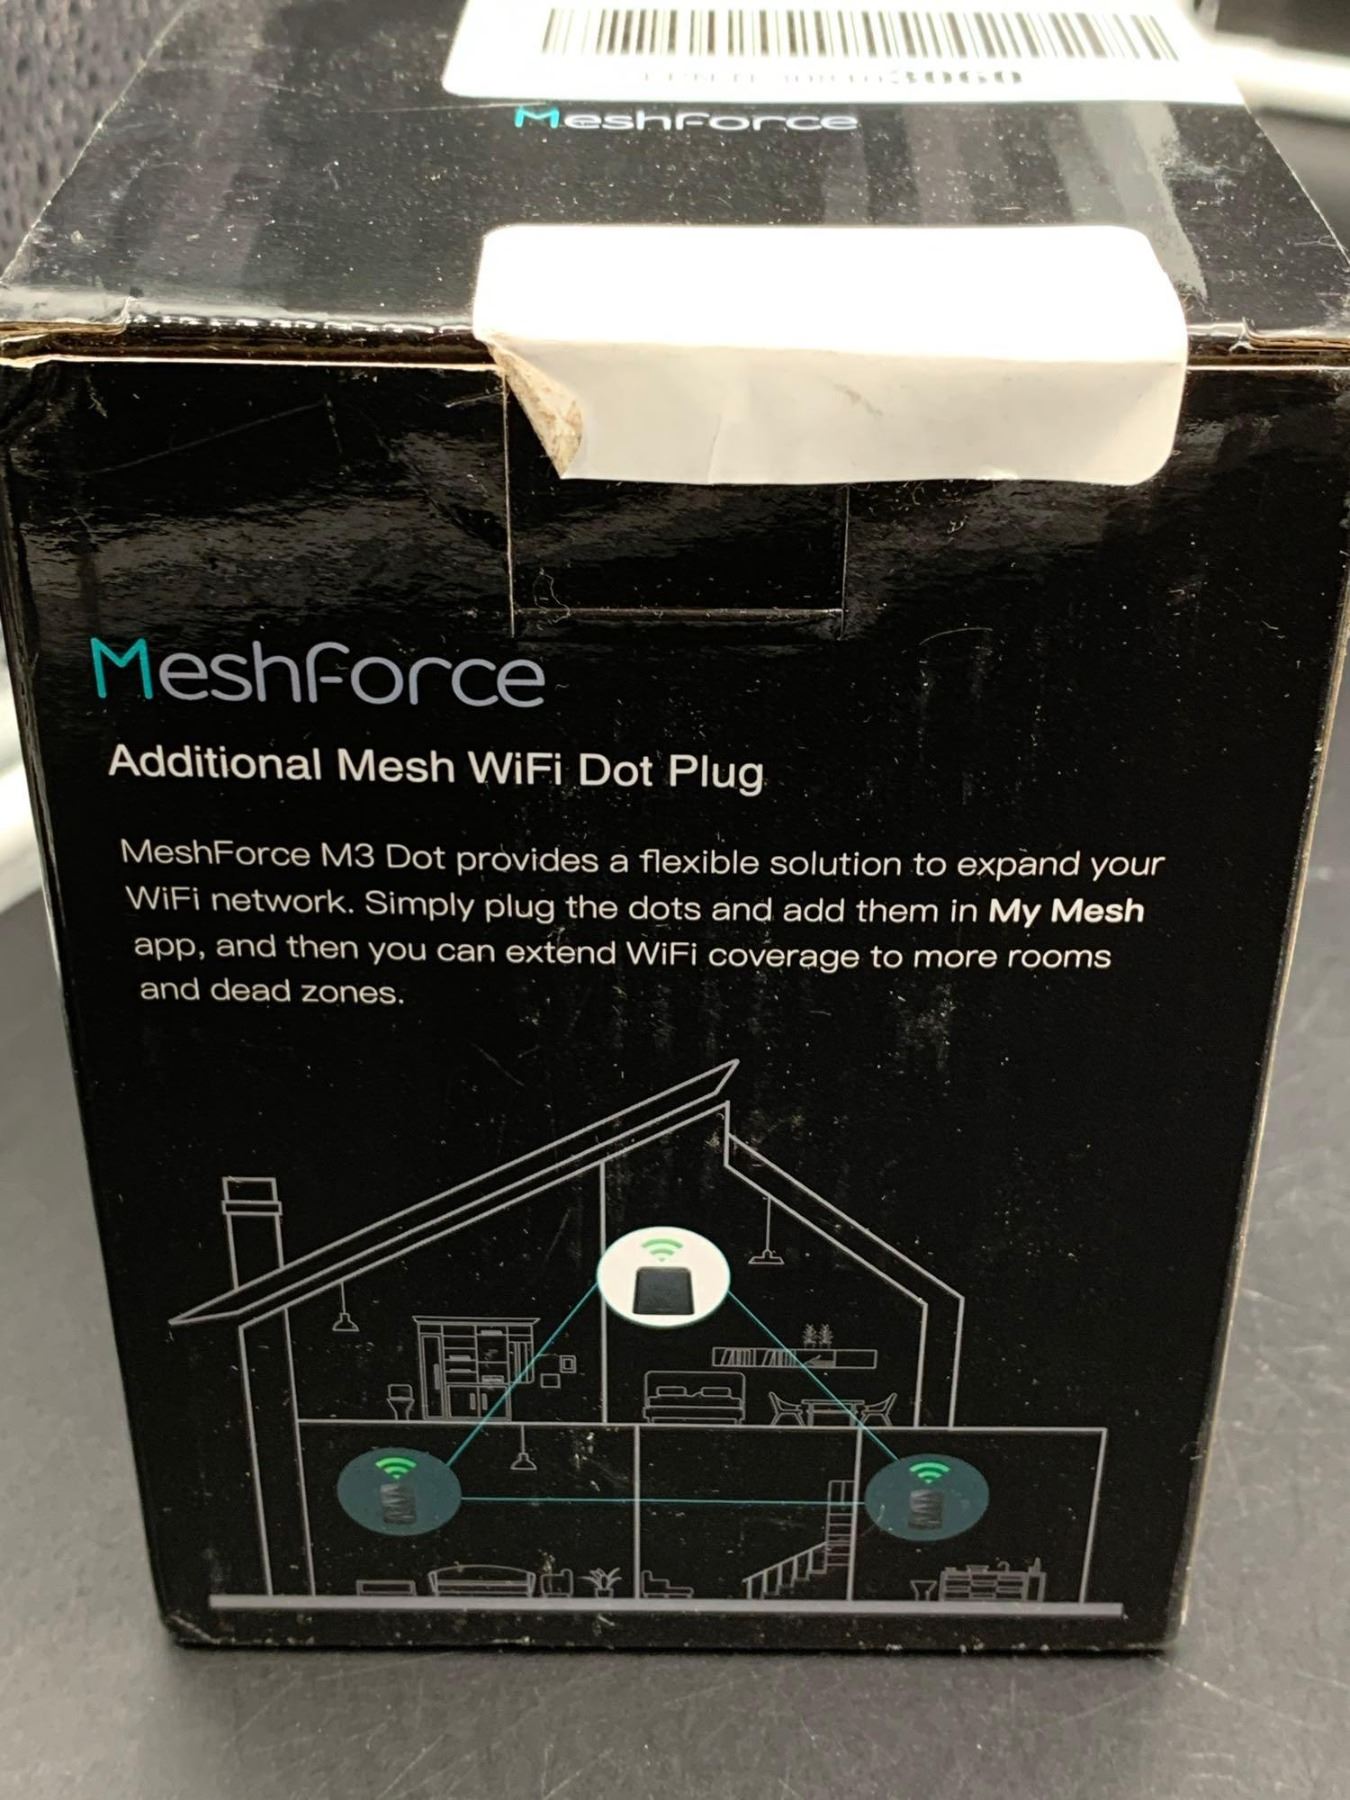 3060
MeshForce
MeshForce
Additional Mesh WiFi Dot Plug
MeshForce M3 Dot provides a flexible solution to expand your
WiFi network. Simply plug the dots and add them in My Mesh
app, and then you can extend WiFi coverage to more rooms
and dead zones.